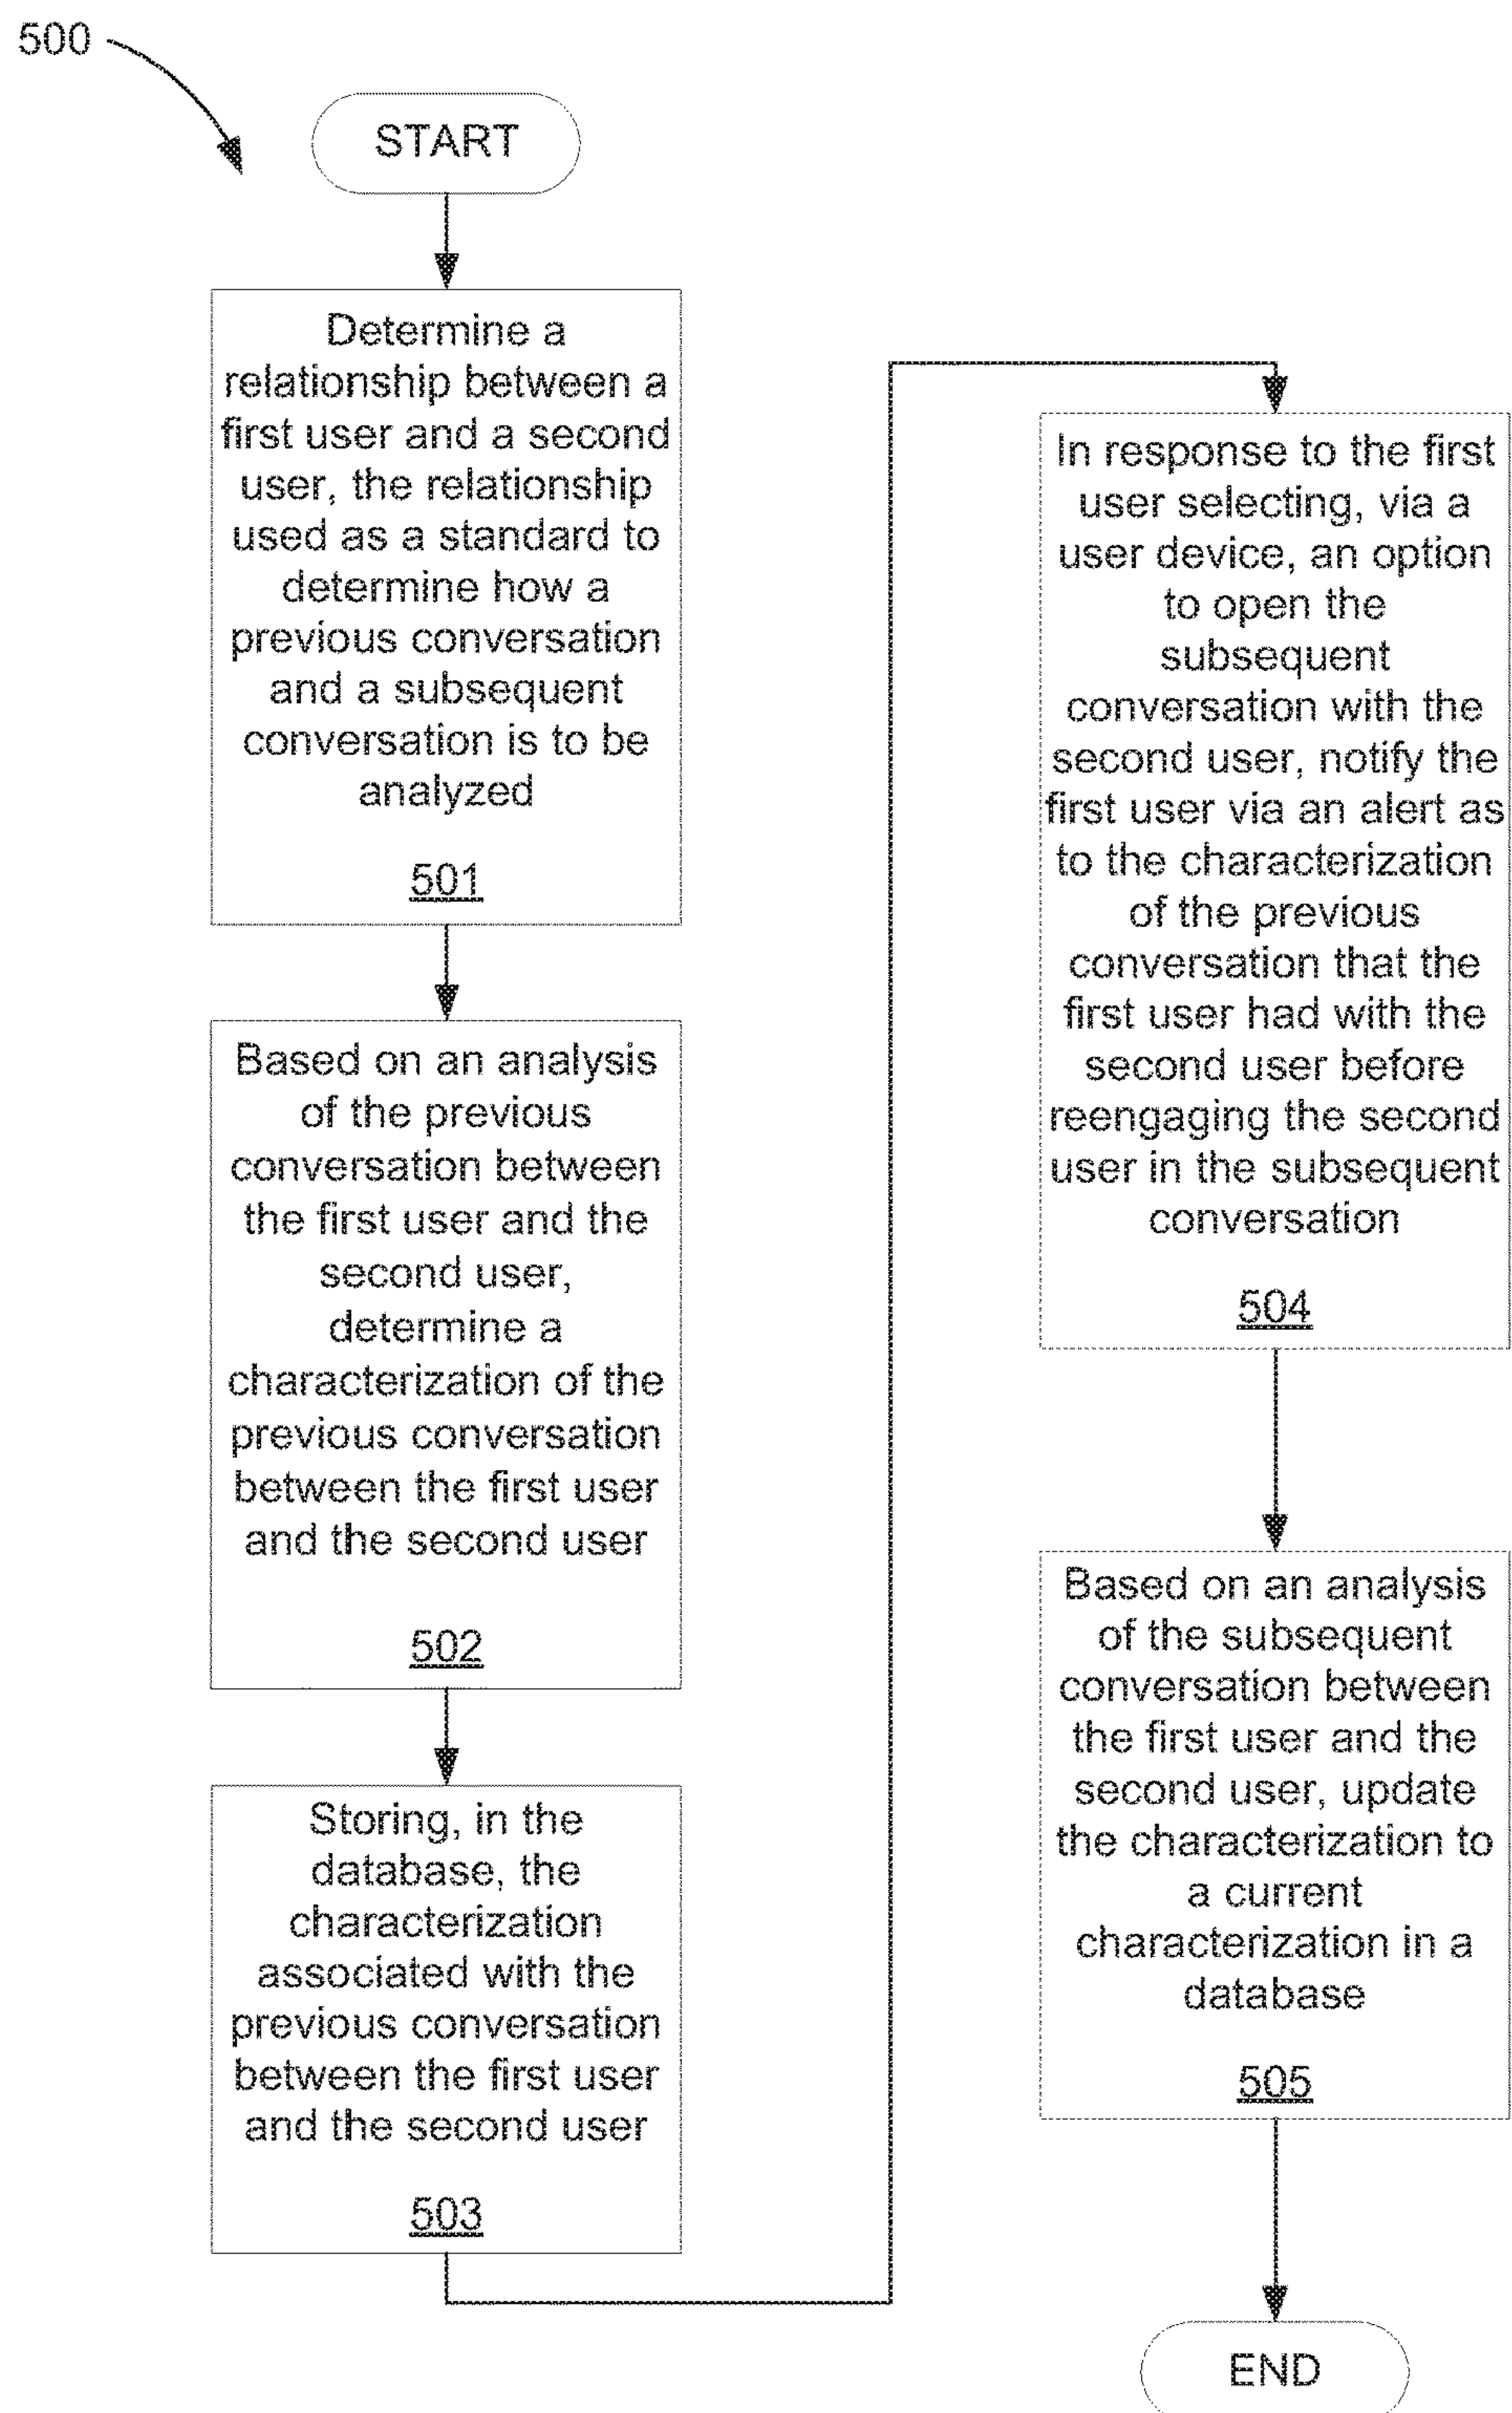 500
START
Determine a
relationship between a
first user and a second
user, the relationship
used as a standard to
determine how a
previous conversation
and a subsequent
conversation is to be
analyzed
501
Based on an analysis
of the previous
conversation between
the first user and the
second user,
determine a
characterization of the
previous conversation
between the first user
and the second user
502
Storing, in the
database, the
characterization
associated with the
previous conversation
between the first user
and the second user
503
In response to the first
user selecting, via a
user device, an option
to open the
subsequent
conversation with the
second user, notify the
first user via an alert as
to the characterization
of the previous
conversation that the
first user had with the
second user before
reengaging the second
user in the subsequent
conversation
504
Based on an analysis
of the subsequent
conversation between
the first user and the
second user, update
the characterization to
a current
characterization in a
database
505
END